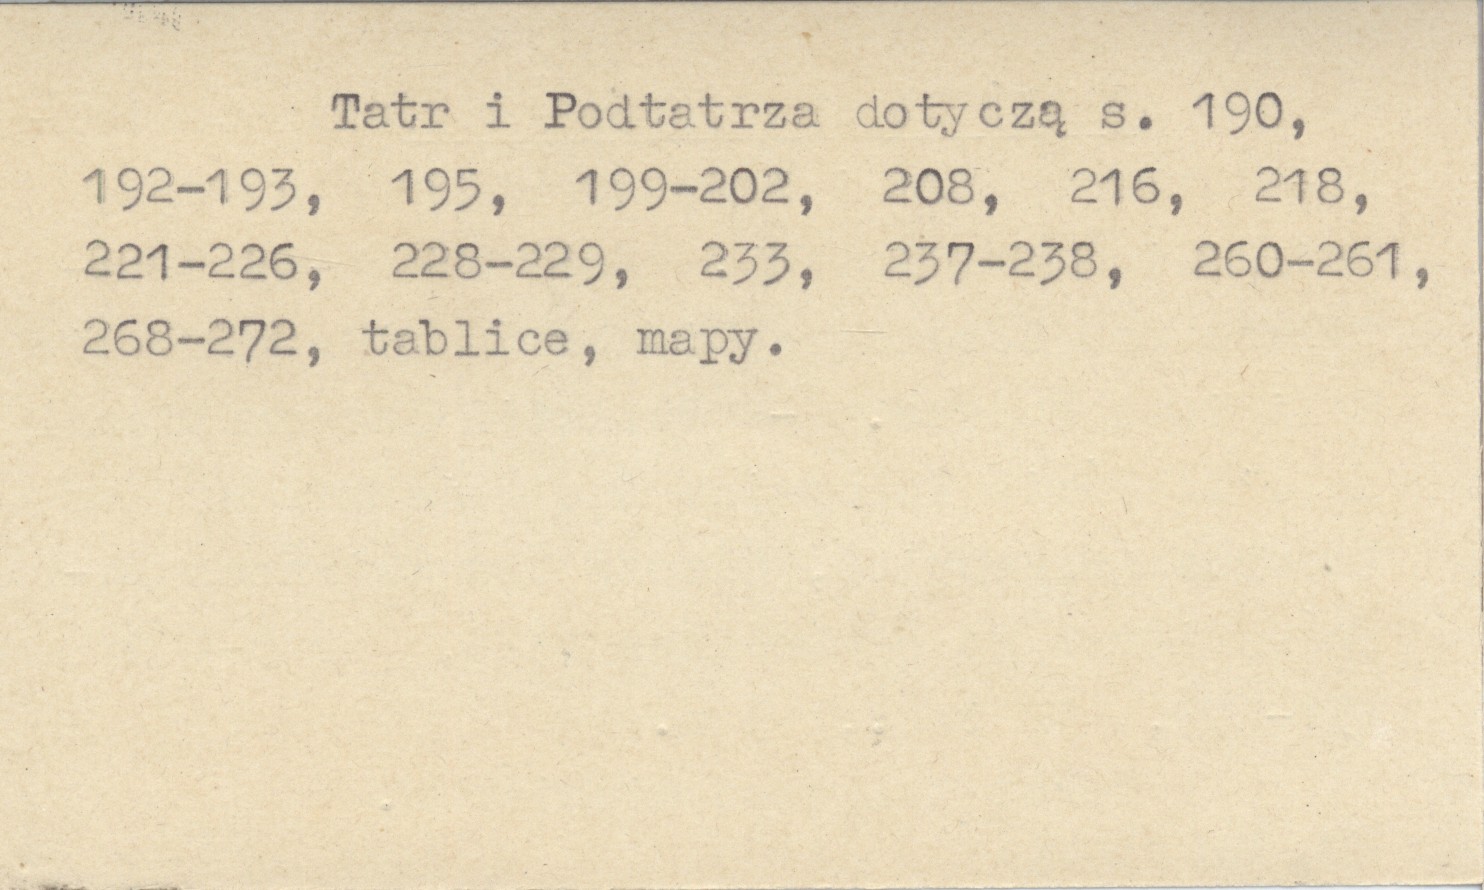 Tatr i Podtatrza dotyczą s. 190,
192-193, 195, 199-202, 208, 216, 218,
221-226, 228-229, 233, 237-238, 260-261,
268-272, tablice, mapy.